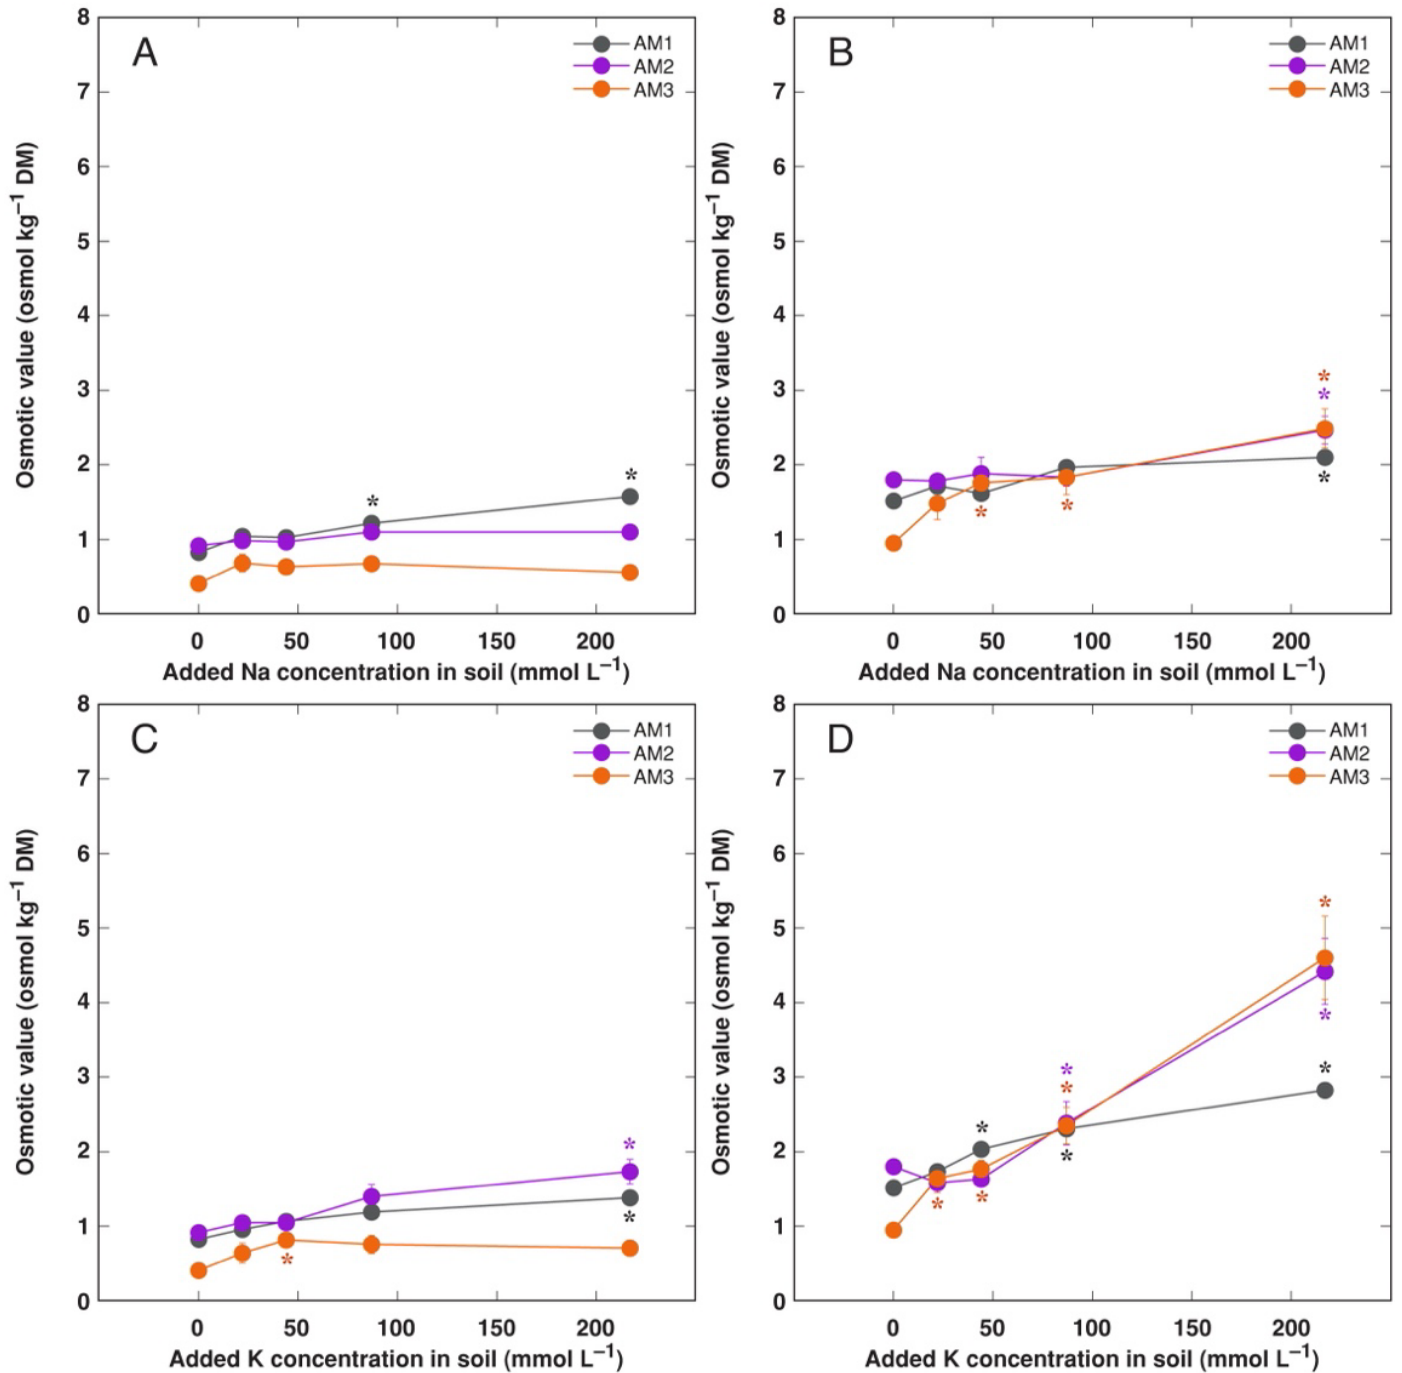 A
AM1
AM2
AM3
8
7
6
5
4
3
2
1
0
Osmotic value (osmol kg⁻¹ DM)
* *
0 50 100 150 200
Added Na concentration in soil (mmol L⁻¹)
B
AM1
AM2
AM3
8
7
6
5
4
3
2
1
0
Osmotic value (osmol kg⁻¹ DM)
* * * * *
0 50 100 150 200
Added Na concentration in soil (mmol L⁻¹)
C
AM1
AM2
AM3
8
7
6
5
4
3
2
1
0
Osmotic value (osmol kg⁻¹ DM)
* * *
0 50 100 150 200
Added K concentration in soil (mmol L⁻¹)
D
AM1
AM2
AM3
8
7
6
5
4
3
2
1
0
Osmotic value (osmol kg⁻¹ DM)
* * * * * * * * *
0 50 100 150 200
Added K concentration in soil (mmol L⁻¹)